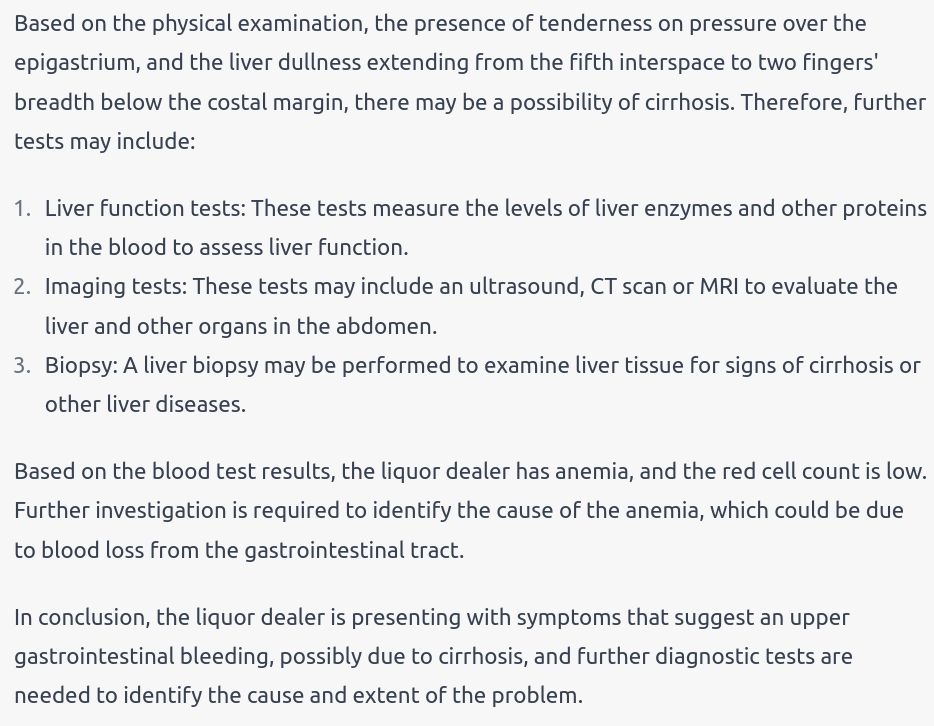 Based on the physical examination, the presence of tenderness on pressure over the
epigastrium, and the liver dullness extending from the fifth interspace to two fingers'
breadth below the costal margin, there may be a possibility of cirrhosis. Therefore, further
tests may include:
1. Liver function tests: These tests measure the levels of liver enzymes and other proteins
in the blood to assess liver function.
2. Imaging tests: These tests may include an ultrasound, CT scan or MRI to evaluate the
liver and other organs in the abdomen.
3. Biopsy: A liver biopsy may be performed to examine liver tissue for signs of cirrhosis or
other liver diseases.
Based on the blood test results, the liquor dealer has anemia, and the red cell count is low.
Further investigation is required to identify the cause of the anemia, which could be due
to blood loss from the gastrointestinal tract.
In conclusion, the liquor dealer is presenting with symptoms that suggest an upper
gastrointestinal bleeding, possibly due to cirrhosis, and further diagnostic tests are
needed to identify the cause and extent of the problem.